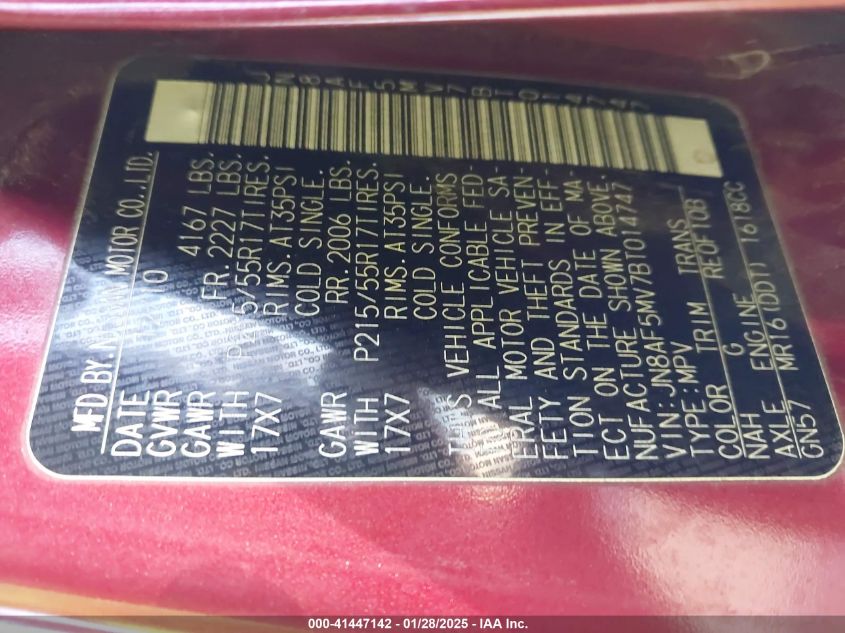 JN8AF5MV7BT014747
MFD BY NISSAN MOTOR CO.,LTD.
DATE 10
GVWR 4167 LBS.
GAWR FR. 2227 LBS.
WITH P215/55R17TIRES.
17X7 RIMS.AT35PSI
COLD SINGLE.
GAWR RR. 2006 LBS.
WITH P215/55R17TIRES.
17X7 RIMS.AT35PSI
COLD SINGLE.
THIS VEHICLE CONFORMS
ALL APPLICABLE FED-
ERAL MOTOR VEHICLE SA-
FETY AND THEFT PREVEN-
TION STANDARDS IN EFF-
ECT ON THE DATE OF MA-
NUFACTURE SHOWN ABOVE.
VIN:JN8AF5MV7BT014747
TYPE:MPV
COLOR TRIM TRANS
NAH G RE0F10B
AXLE ENGINE
GN57 MR16(DDT) 1618CC
000-41447142 - 01/28/2025 - IAA Inc.